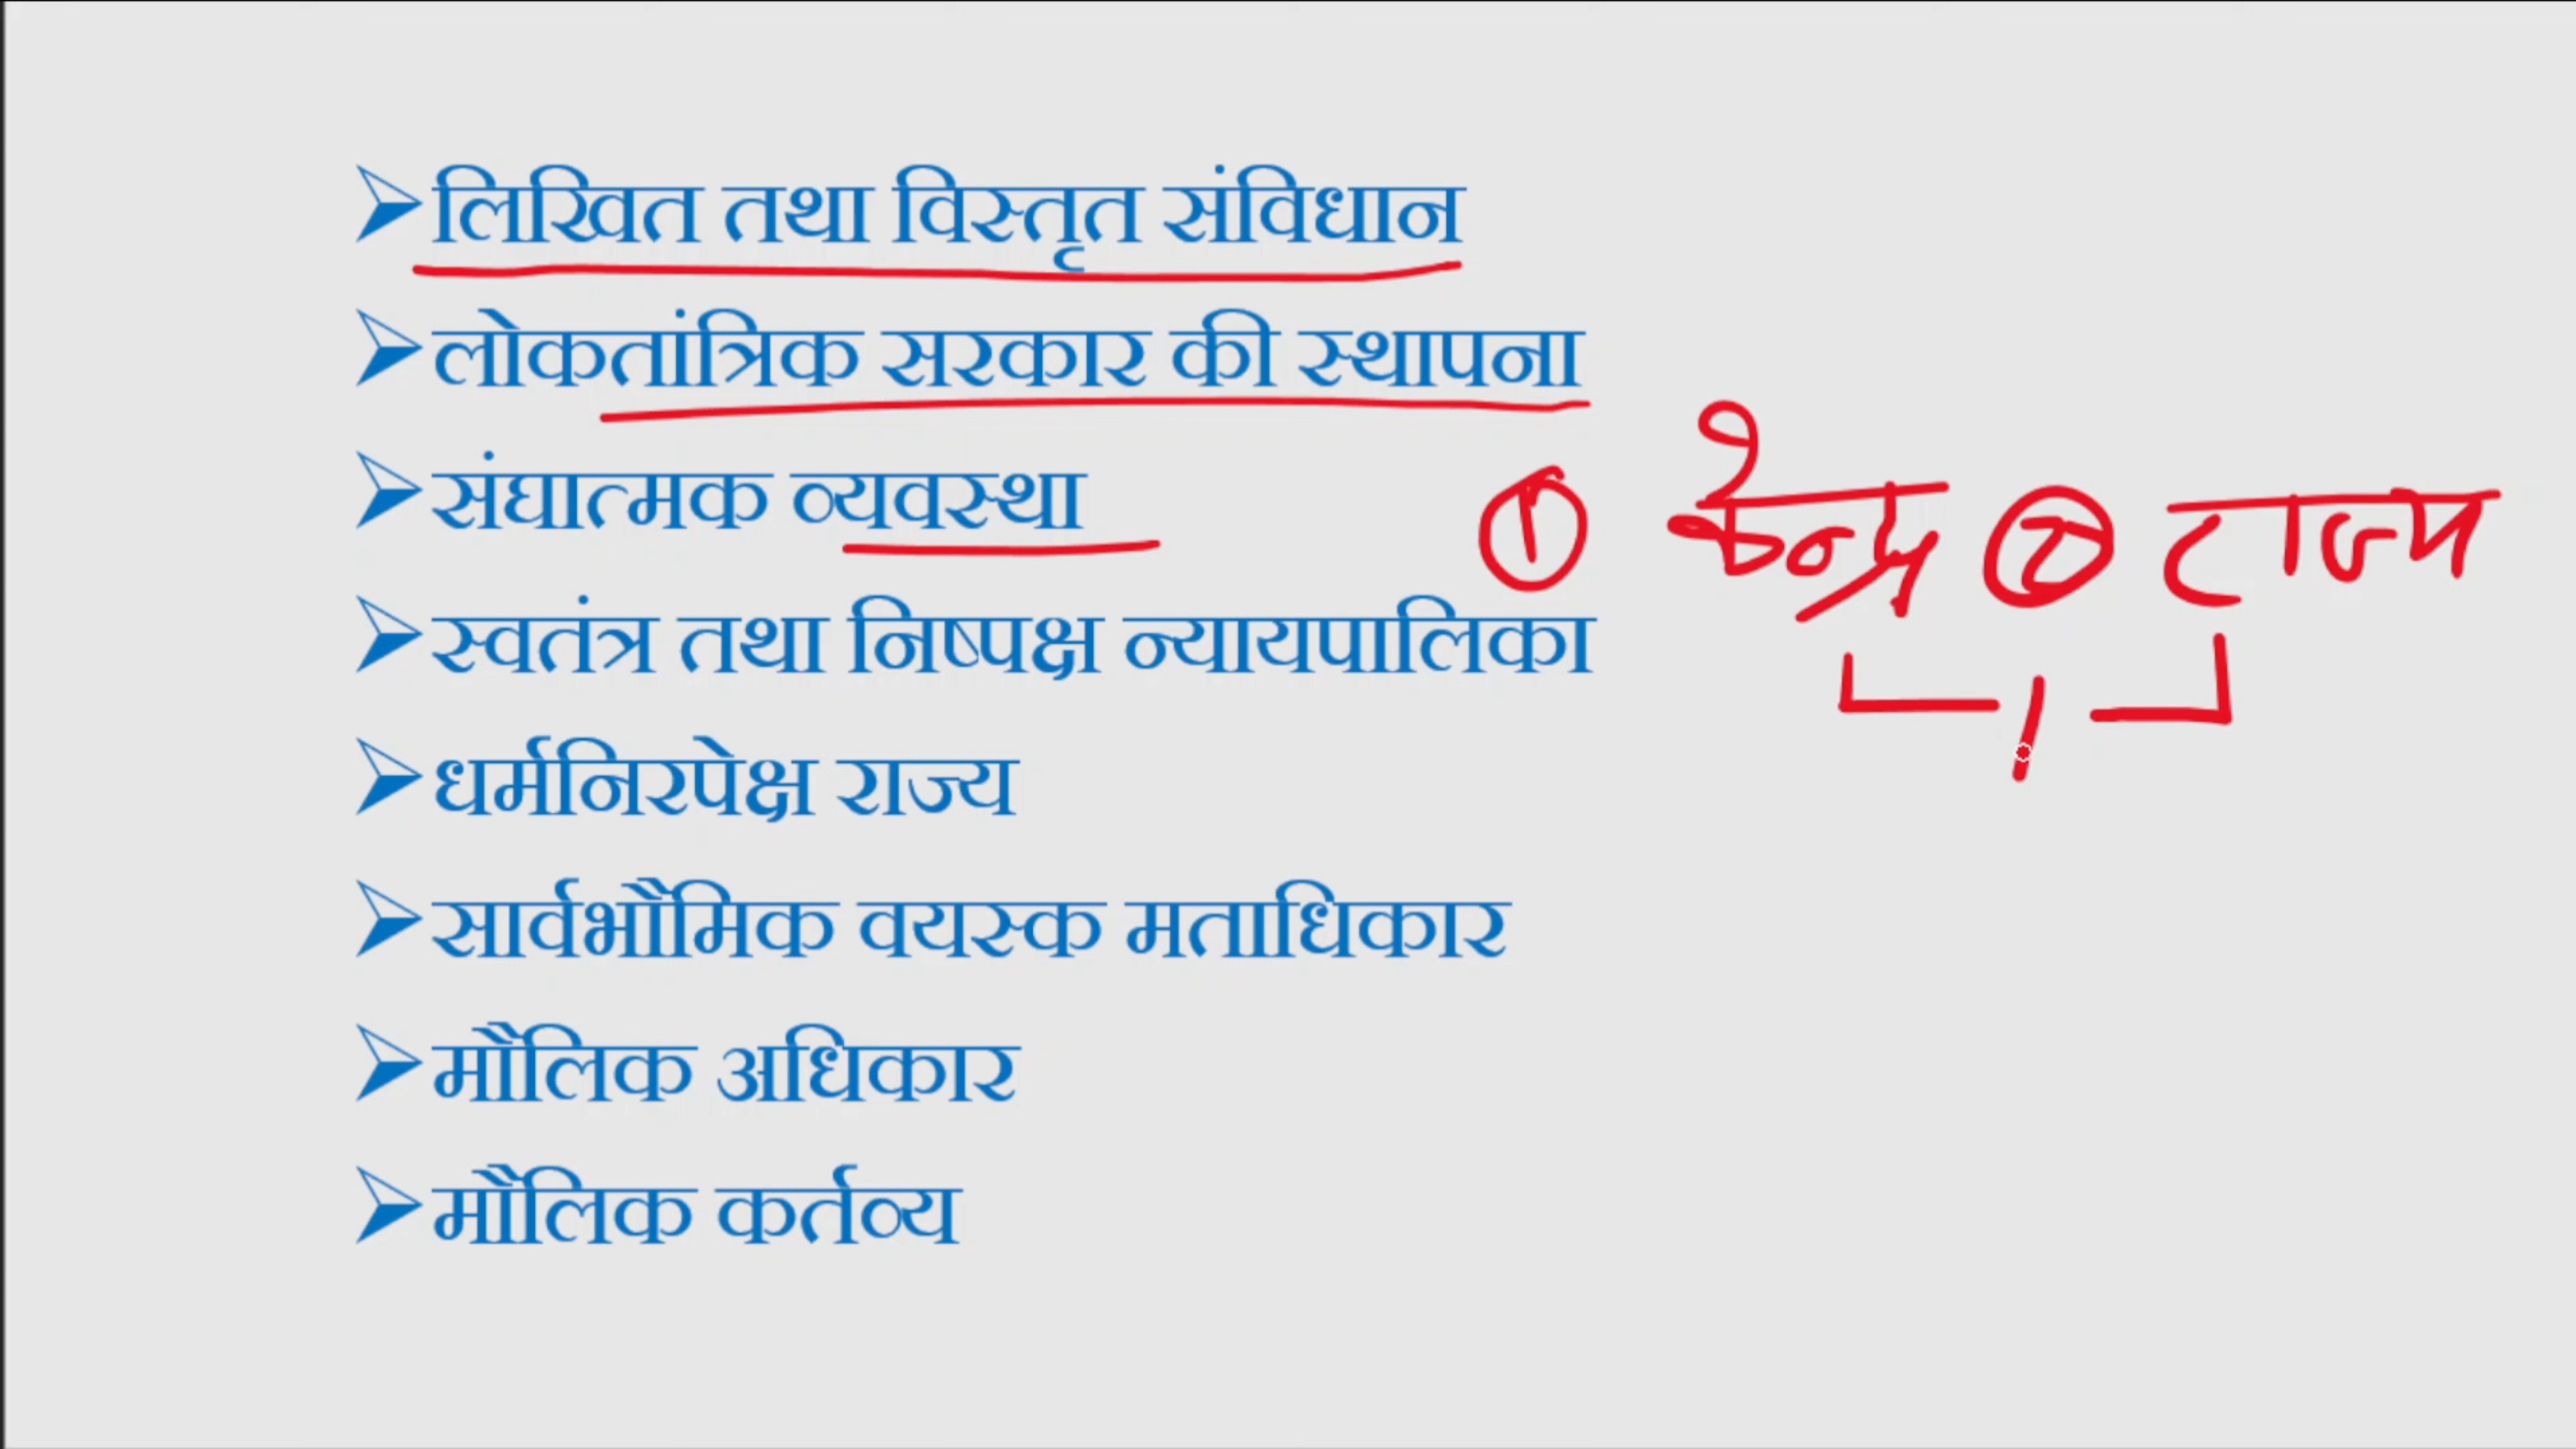 लिखित तथा विस्तृत संविधान
लोकतांत्रिक सरकार की स्थापना
संघात्मक व्यवस्था
① केन्द्र ② राज्य
स्वतंत्र तथा निष्पक्ष न्यायपालिका
धर्मनिरपेक्ष राज्य
सार्वभौमिक वयस्क मताधिकार
मौलिक अधिकार
मौलिक कर्तव्य